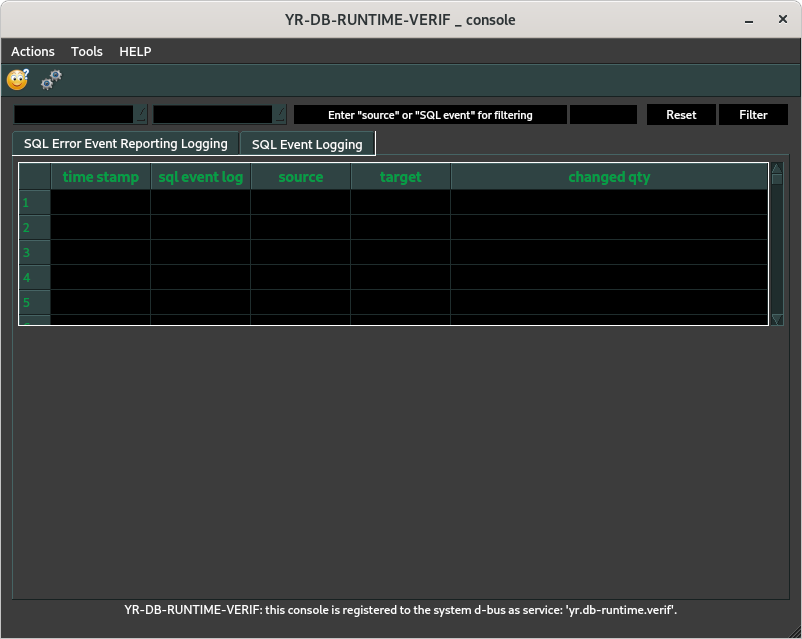 YR-DB-RUNTIME-VERIF _ console
Actions Tools HELP
Enter "source" or "SQL event" for filtering Reset Filter
SQL Error Event Reporting Logging SQL Event Logging
time stamp sql event log source target changed qty
1
2
3
4
5
YR-DB-RUNTIME-VERIF: this console is registered to the system d-bus as service: 'yr.db-runtime.verif'.